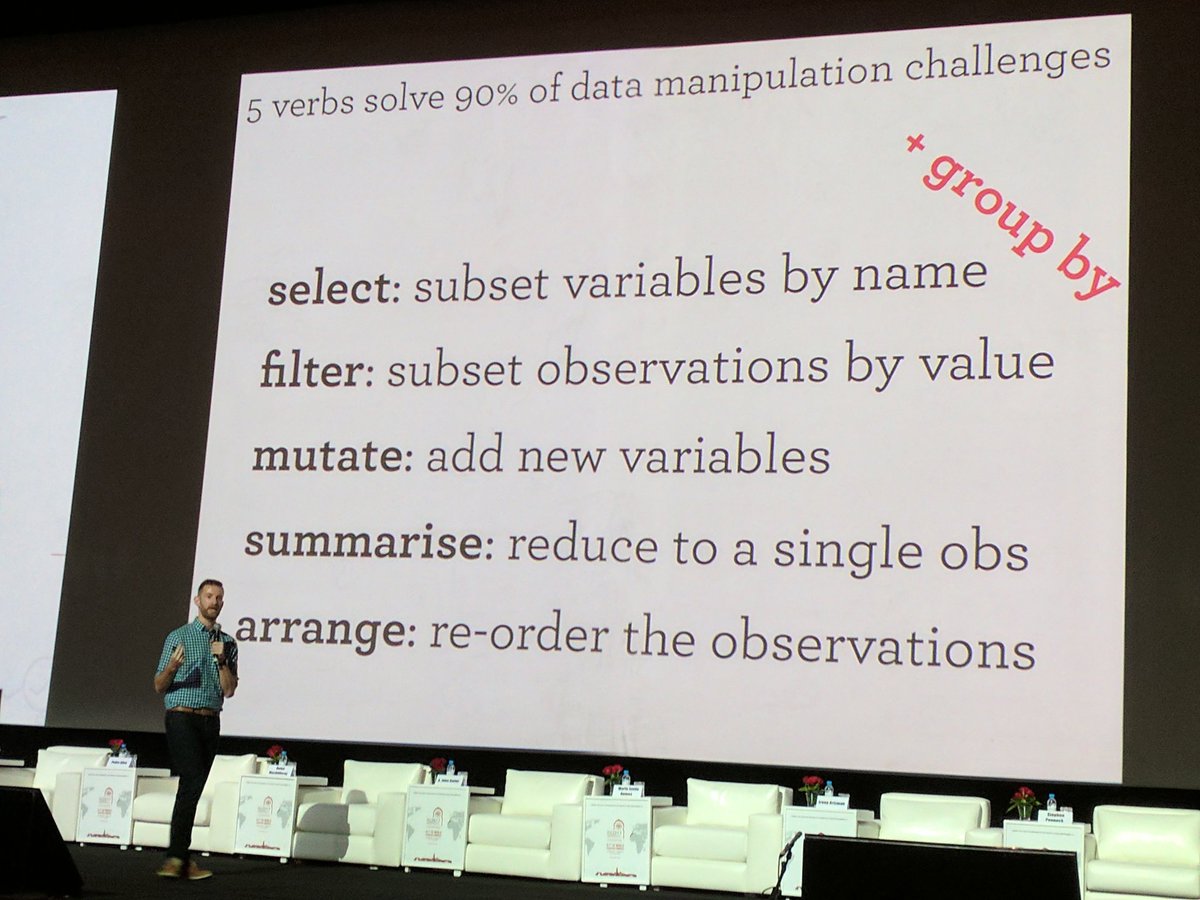 5 verbs solve 90% of data manipulation challenges
+ group by
select: subset variables by name
filter: subset observations by value
mutate: add new variables
summarise: reduce to a single obs
arrange: re-order the observations